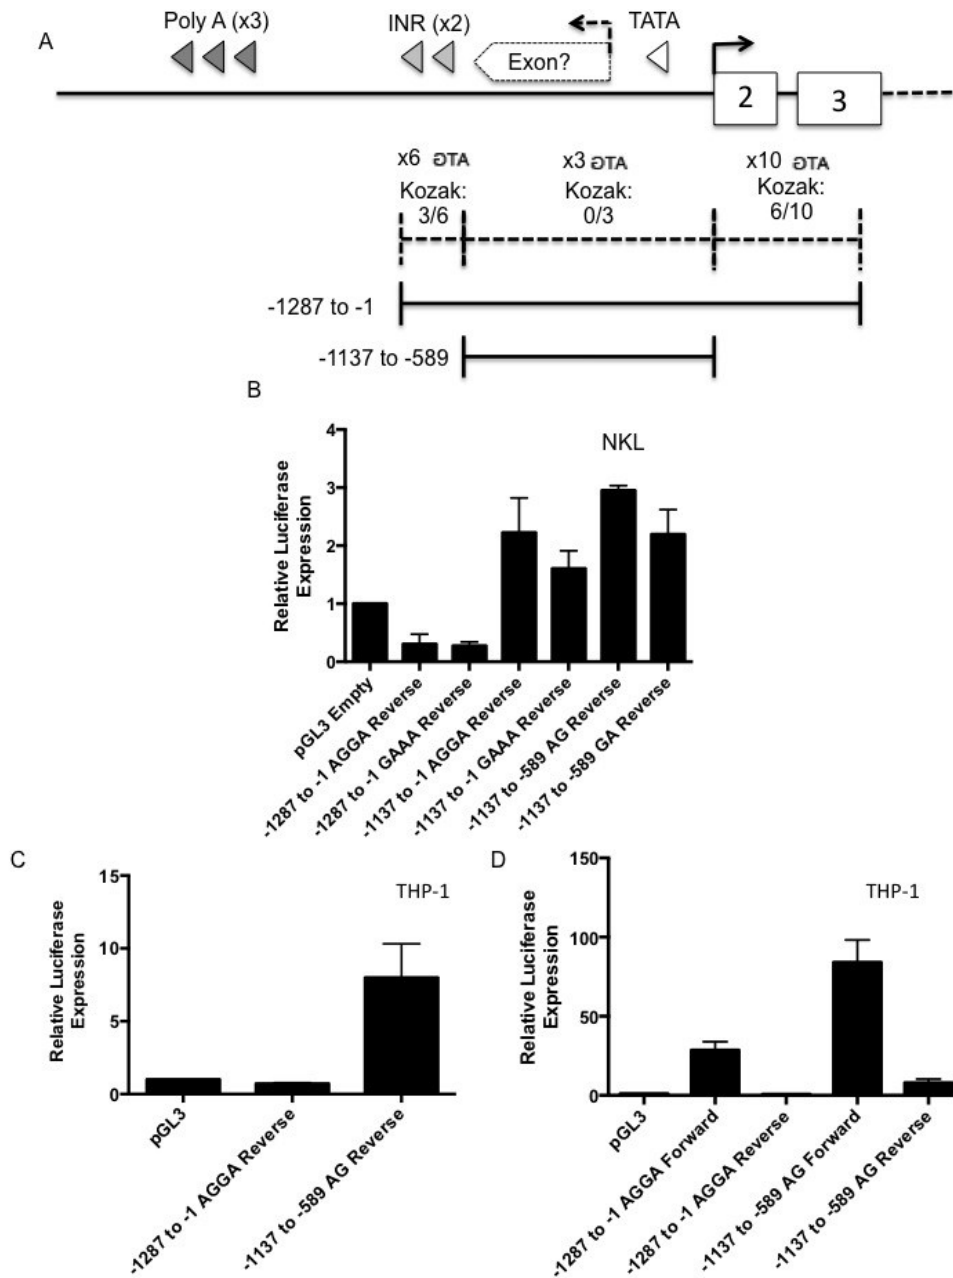 A
Poly A (x3)
INR (x2)
TATA
Exon?
2
3
x6 ATG
Kozak:
3/6
x3 ATG
Kozak:
0/3
x10 ATG
Kozak:
6/10
-1287 to -1
-1137 to -589
B
NKL
Relative Luciferase
Expression
4
3
2
1
0
pGL3 Empty
-1287 to -1 AGGA Reverse
-1287 to -1 GAAA Reverse
-1137 to -1 AGGA Reverse
-1137 to -1 GAAA Reverse
-1137 to -589 AG Reverse
-1137 to -589 GA Reverse
C
THP-1
Relative Luciferase
Expression
15
10
5
0
pGL3
-1287 to -1 AGGA Reverse
-1137 to -589 AG Reverse
D
THP-1
Relative Luciferase
Expression
150
100
50
0
pGL3
-1287 to -1 AGGA Forward
-1287 to -1 AGGA Reverse
-1137 to -589 AG Forward
-1137 to -589 AG Reverse